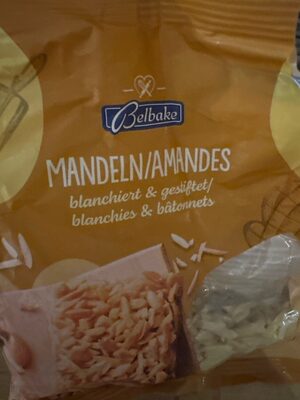 Belbake
MANDELN/AMANDES
blanchiert & gestiftet/
blanchies & bâtonnets